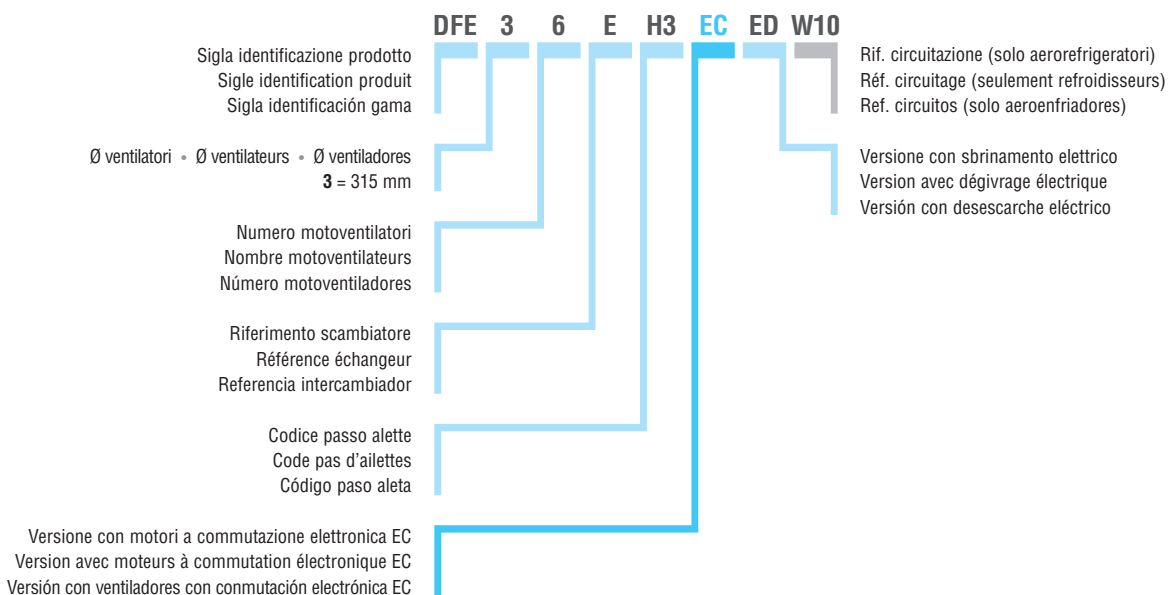 DFE 3 6 E H3 EC ED W10
Sigla identificazione prodotto
Sigle identification produit
Sigla identificación gama
Rif. circuitazione (solo aerorefrigeratori)
Réf. circuitage (seulement refroidisseurs)
Ref. circuitos (solo aeroenfriadores)
Ø ventilatori • Ø ventilateurs • Ø ventiladores
3 = 315 mm
Versione con sbrinamento elettrico
Version avec dégivrage électrique
Versión con desescarche eléctrico
Numero motoventilatori
Nombre motoventilateurs
Número motoventiladores
Riferimento scambiatore
Référence échangeur
Referencia intercambiador
Codice passo alette
Code pas d'ailettes
Código paso aleta
Versione con motori a commutazione elettronica EC
Version avec moteurs à commutation électronique EC
Versión con ventiladores con conmutación electrónica EC